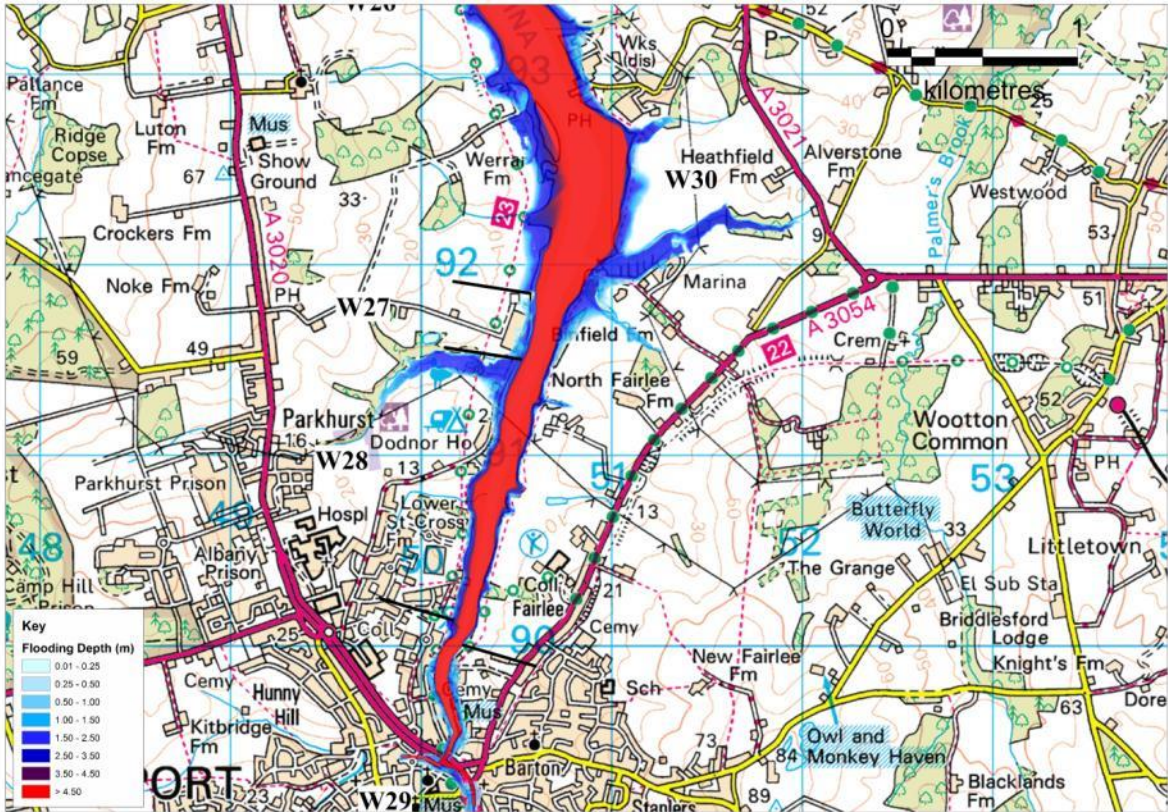 W26
52
0
1
kilometres
Wks
(dis)
P
93
PH
A 3021
25
Pallance
Fm
Luton
Fm
Mus
Ridge
Copse
Show
Ground
67
33
Werrar
Fm
Heathfield
Fm
W30
Alverstone
Fm
Palmer's Brook
Westwood
53
Crockers Fm
A 3020
23
92
9
Noke Fm
PH
W27
Marina
A 3054
51
49
59
Binfield Fm
22
Crem
North Fairlee
Fm
52
Parkhurst
2
Dodnor Ho
16
W28
13
91
Wootton
Common
PH
51
53
Parkhurst Prison
49
Hospl
Lower
St Cross
Fm
13
Butterfly
World
33
48
Albany
Prison
50
52
The Grange
Littletown
Camp Hill
Prison
Coll
Fairlee
21
El Sub Sta
Briddlesford
Lodge
25
Coll
90
Cemy
Knight's Fm
New Fairlee
Fm
Cemy
Hunny
Hill
Cemy
Mus
Sch
63
Kitbridge
Fm
73
84
Owl and
Monkey Haven
PORT
23
W29
Mus
Barton
Staplers
89
Blacklands
Fm
Key
Flooding Depth (m)
0.01 - 0.25
0.25 - 0.50
0.50 - 1.00
1.00 - 1.50
1.50 - 2.50
2.50 - 3.50
3.50 - 4.50
> 4.50